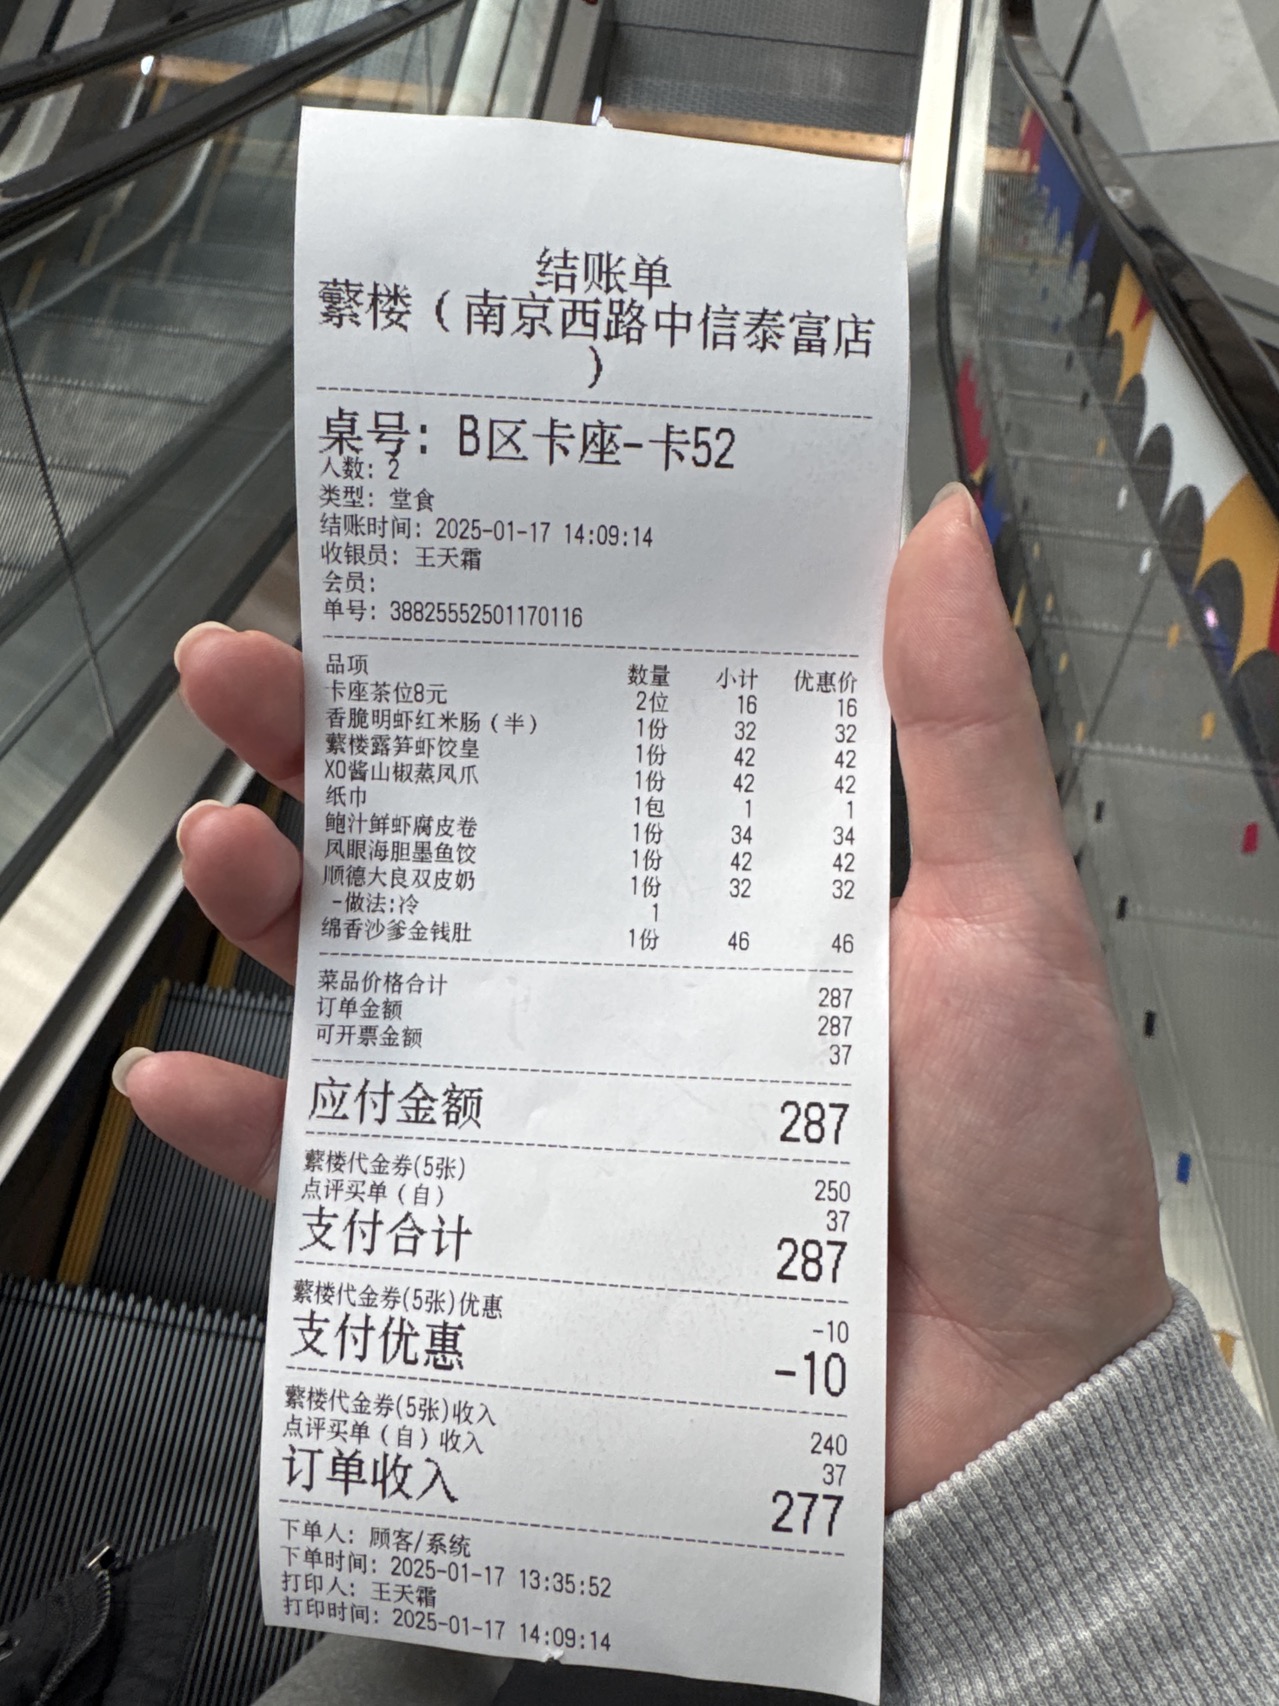 结账单
蘩楼（南京西路中信泰富店
）
桌号：B区卡座-卡52
人数：2
类型：堂食
结账时间：2025-01-17 14:09:14
收银员：王天霜
会员：
单号：38825552501170116
品项 数量 小计 优惠价
卡座茶位8元 2位 16 16
香脆明虾红米肠（半） 1份 32 32
蘩楼露笋虾饺皇 1份 42 42
XO酱山椒蒸凤爪 1份 42 42
纸巾 1包 1 1
鲍汁鲜虾腐皮卷 1份 34 34
凤眼海胆墨鱼饺 1份 42 42
顺德大良双皮奶 1份 32 32
-做法:冷 1
绵香沙爹金钱肚 1份 46 46
菜品价格合计 287
订单金额 287
可开票金额 37
应付金额 287
蘩楼代金券(5张) 250
点评买单（自） 37
支付合计 287
蘩楼代金券(5张)优惠 -10
支付优惠 -10
蘩楼代金券(5张)收入 240
点评买单（自）收入 37
订单收入 277
下单人：顾客/系统
下单时间：2025-01-17 13:35:52
打印人：王天霜
打印时间：2025-01-17 14:09:14